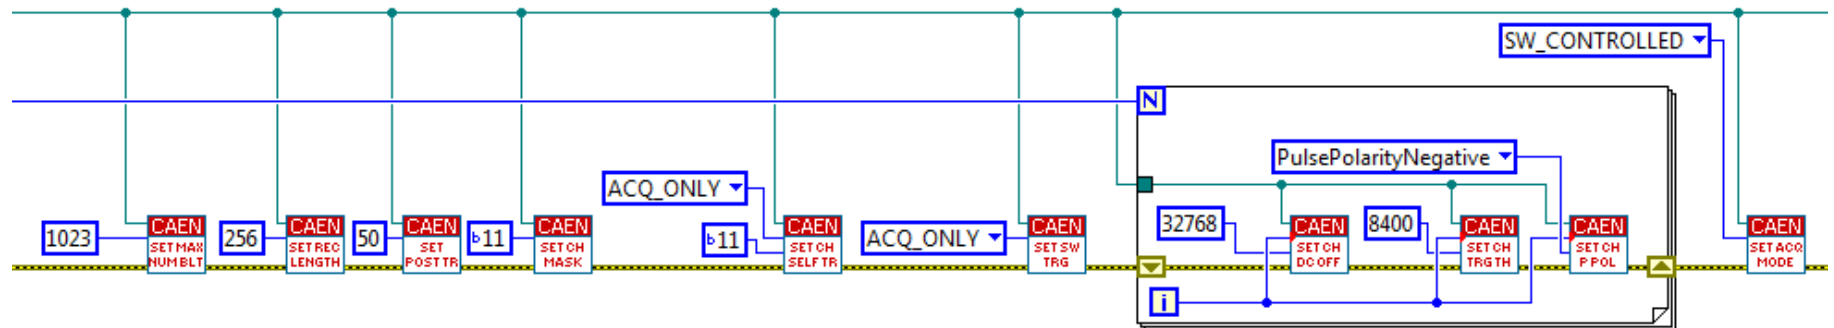 SW_CONTROLLED
N
PulsePolarityNegative
ACQ_ONLY
1023
CAEN
SET MAX
NUM BLT
256
CAEN
SET REC
LENGTH
50
CAEN
SET
POST TR
b11
CAEN
SET CH
MASK
b11
CAEN
SET CH
SELF TR
ACQ_ONLY
CAEN
SET SW
TRG
32768
CAEN
SET CH
DC OFF
8400
CAEN
SET CH
TRG TH
CAEN
SET CH
P POL
CAEN
SET ACQ
MODE
i